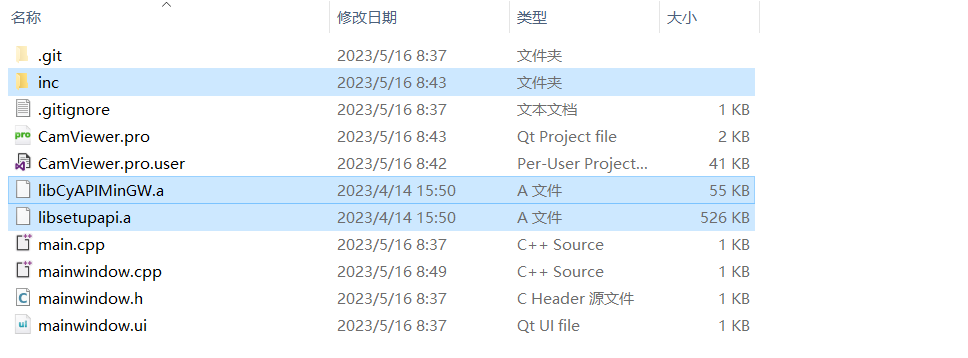 名称 修改日期 类型 大小
.git 2023/5/16 8:37 文件夹
inc 2023/5/16 8:43 文件夹
.gitignore 2023/5/16 8:37 文本文档 1 KB
pro CamViewer.pro 2023/5/16 8:43 Qt Project file 2 KB
CamViewer.pro.user 2023/5/16 8:42 Per-User Project... 41 KB
libCyAPIMinGW.a 2023/4/14 15:50 A 文件 55 KB
libsetupapi.a 2023/4/14 15:50 A 文件 526 KB
main.cpp 2023/5/16 8:37 C++ Source 1 KB
mainwindow.cpp 2023/5/16 8:49 C++ Source 1 KB
C mainwindow.h 2023/5/16 8:37 C Header 源文件 1 KB
ui mainwindow.ui 2023/5/16 8:37 Qt UI file 1 KB